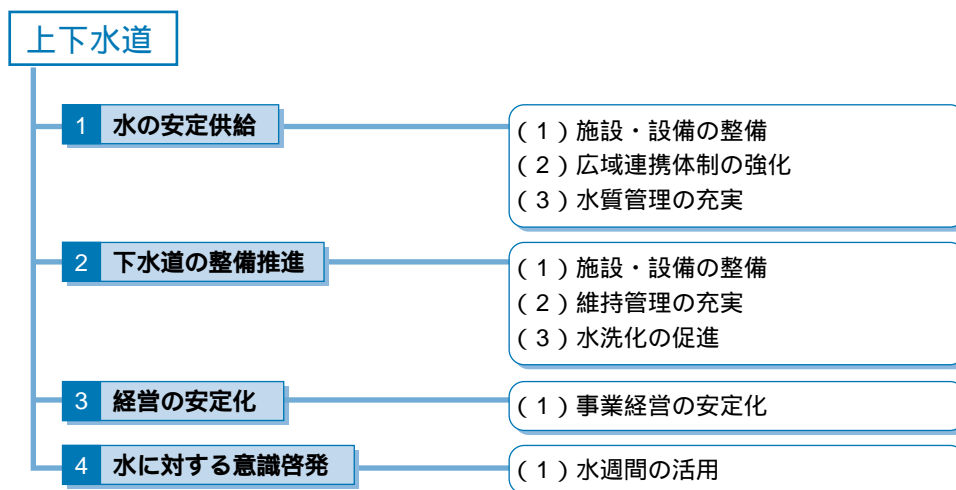 上下水道
1 水の安定供給
(1)施設・設備の整備
(2)広域連携体制の強化
(3)水質管理の充実
2 下水道の整備推進
(1)施設・設備の整備
(2)維持管理の充実
(3)水洗化の促進
3 経営の安定化
(1)事業経営の安定化
4 水に対する意識啓発
(1)水週間の活用